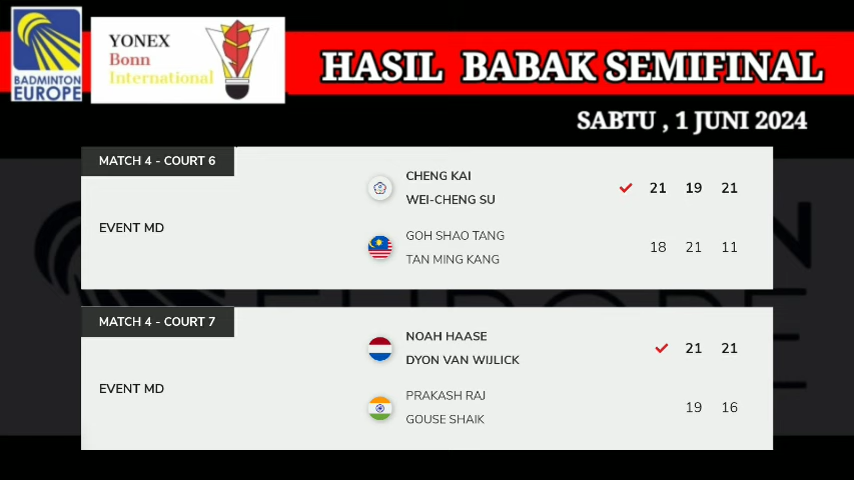 BADMINTON
EUROPE
YONEX
Bonn
International
HASIL BABAK SEMIFINAL
SABTU , 1 JUNI 2024
MATCH 4 - COURT 6
EVENT MD
CHENG KAI
WEI-CHENG SU
21 19 21
GOH SHAO TANG
TAN MING KANG
18 21 11
MATCH 4 - COURT 7
EVENT MD
NOAH HAASE
DYON VAN WIJLICK
21 21
PRAKASH RAJ
GOUSE SHAIK
19 16